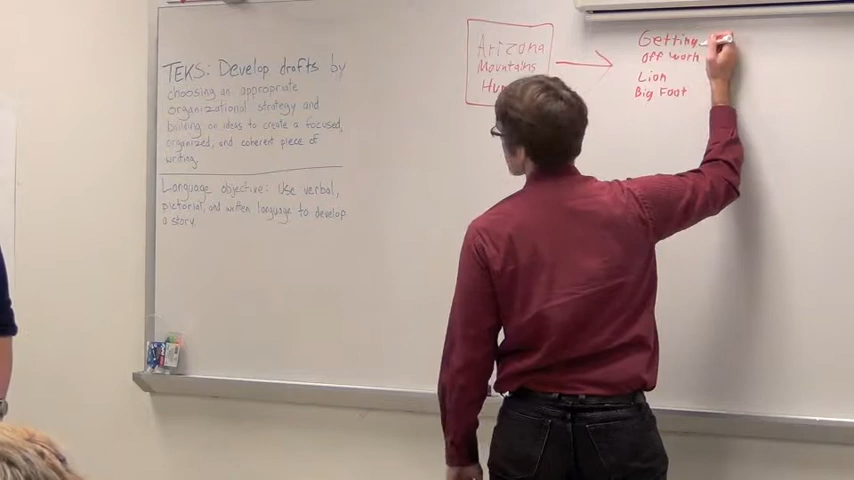 TEKS: Develop drafts by
choosing an appropriate
organizational strategy and
building on ideas to create a focused,
organized, and coherent piece of
writing.
Language objective: Use verbal,
pictorial, and written language to develop
a story.
Arizona
Mountains
Getting
off work
Lion
Big Foot